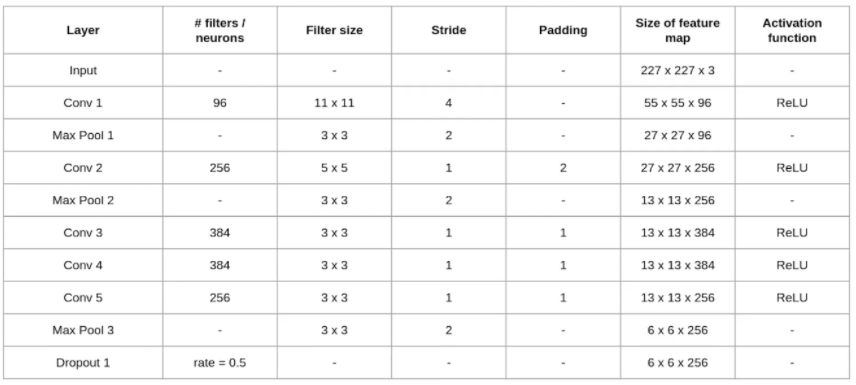 Layer # filters / neurons Filter size Stride Padding Size of feature map Activation function
Input - - - - 227 x 227 x 3 -
Conv 1 96 11 x 11 4 - 55 x 55 x 96 ReLU
Max Pool 1 - 3 x 3 2 - 27 x 27 x 96 -
Conv 2 256 5 x 5 1 2 27 x 27 x 256 ReLU
Max Pool 2 - 3 x 3 2 - 13 x 13 x 256 -
Conv 3 384 3 x 3 1 1 13 x 13 x 384 ReLU
Conv 4 384 3 x 3 1 1 13 x 13 x 384 ReLU
Conv 5 256 3 x 3 1 1 13 x 13 x 256 ReLU
Max Pool 3 - 3 x 3 2 - 6 x 6 x 256 -
Dropout 1 rate = 0.5 - - - 6 x 6 x 256 -